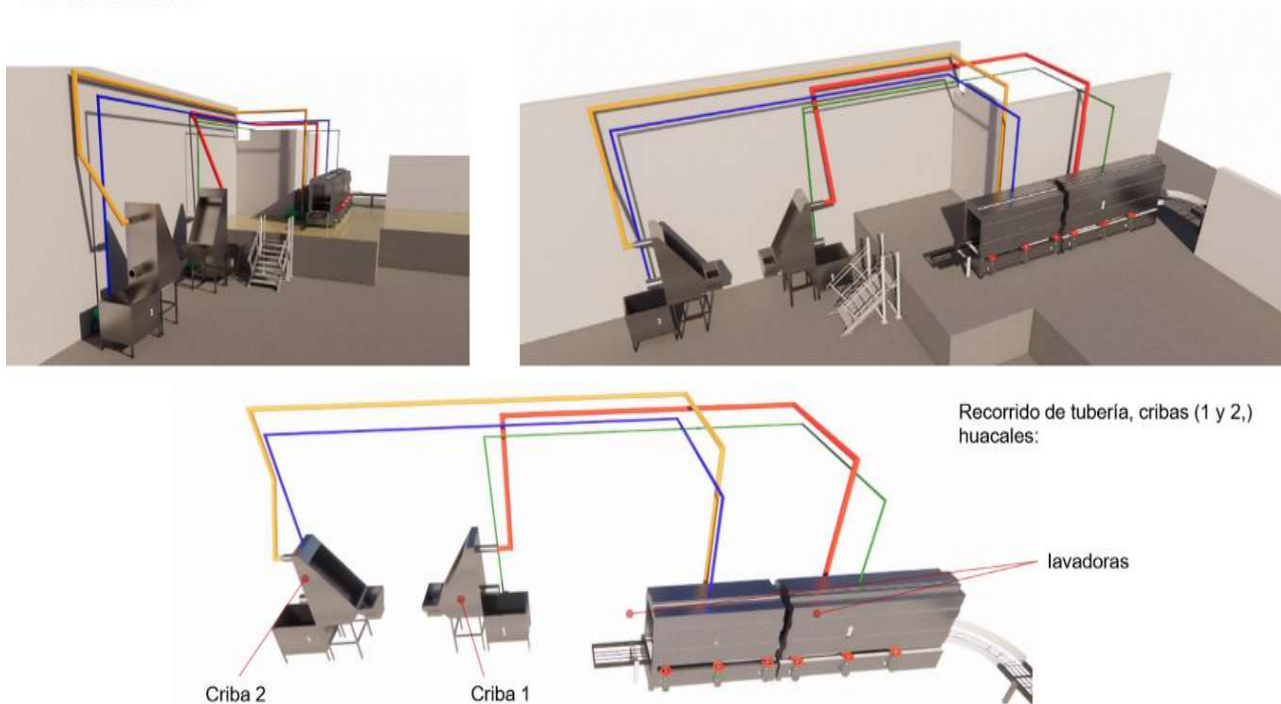 Recorrido de tubería, cribas (1 y 2,)
huacales:
lavadoras
Criba 2
Criba 1